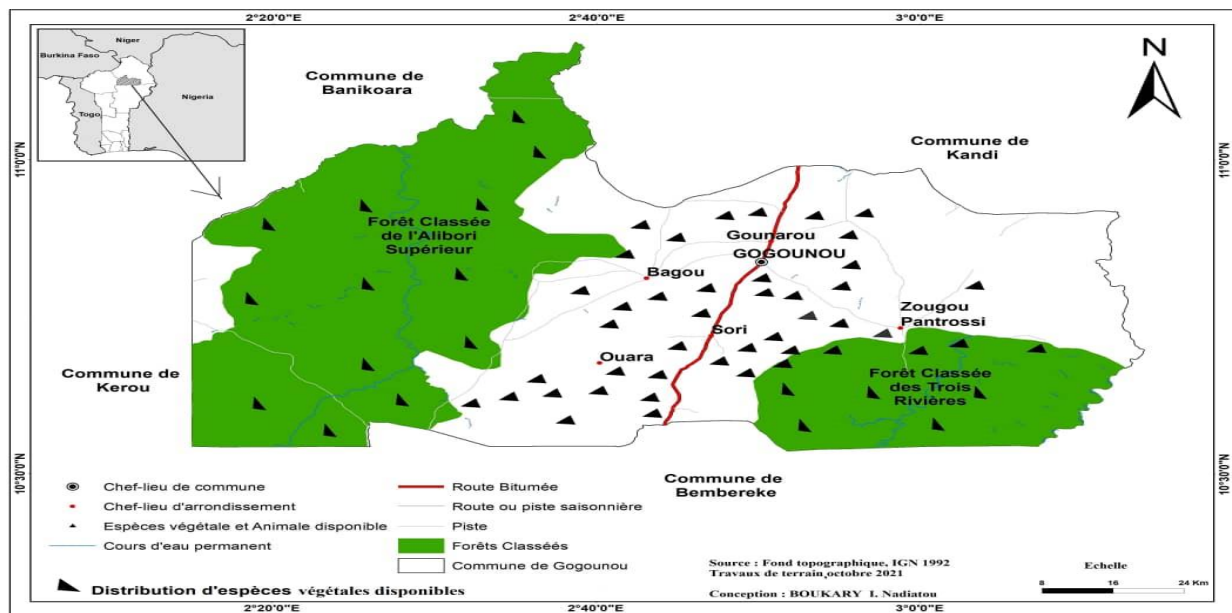 2°20'0"E
2°40'0"E
3°0'0"E
Niger
Burkina Faso
Nigeria
Togo
N
Commune de
Banikoara
Commune de
Kandi
11°0'0"N
11°0'0"N
Forêt Classée
de l'Alibori
Supérieur
Gounarou
GOGOUNOU
Bagou
Zougou
Pantrossi
Sori
Ouara
Commune de
Kerou
Forêt Classée
des Trois
Rivières
Commune de
Bembereke
10°30'0"N
10°30'0"N
Chef-lieu de commune
Chef-lieu d'arrondissement
Espèces végétale et Animale disponible
Cours d'eau permanent
Route Bitumée
Route ou piste saisonnière
Piste
Forêts Classéés
Commune de Gogounou
Distribution d'espèces végétales disponibles
Source : Fond topographique, IGN 1992
Travaux de terrain,octobre 2021
Conception : BOUKARY I. Nadiatou
Echelle
8 16 24 Km
2°20'0"E
2°40'0"E
3°0'0"E